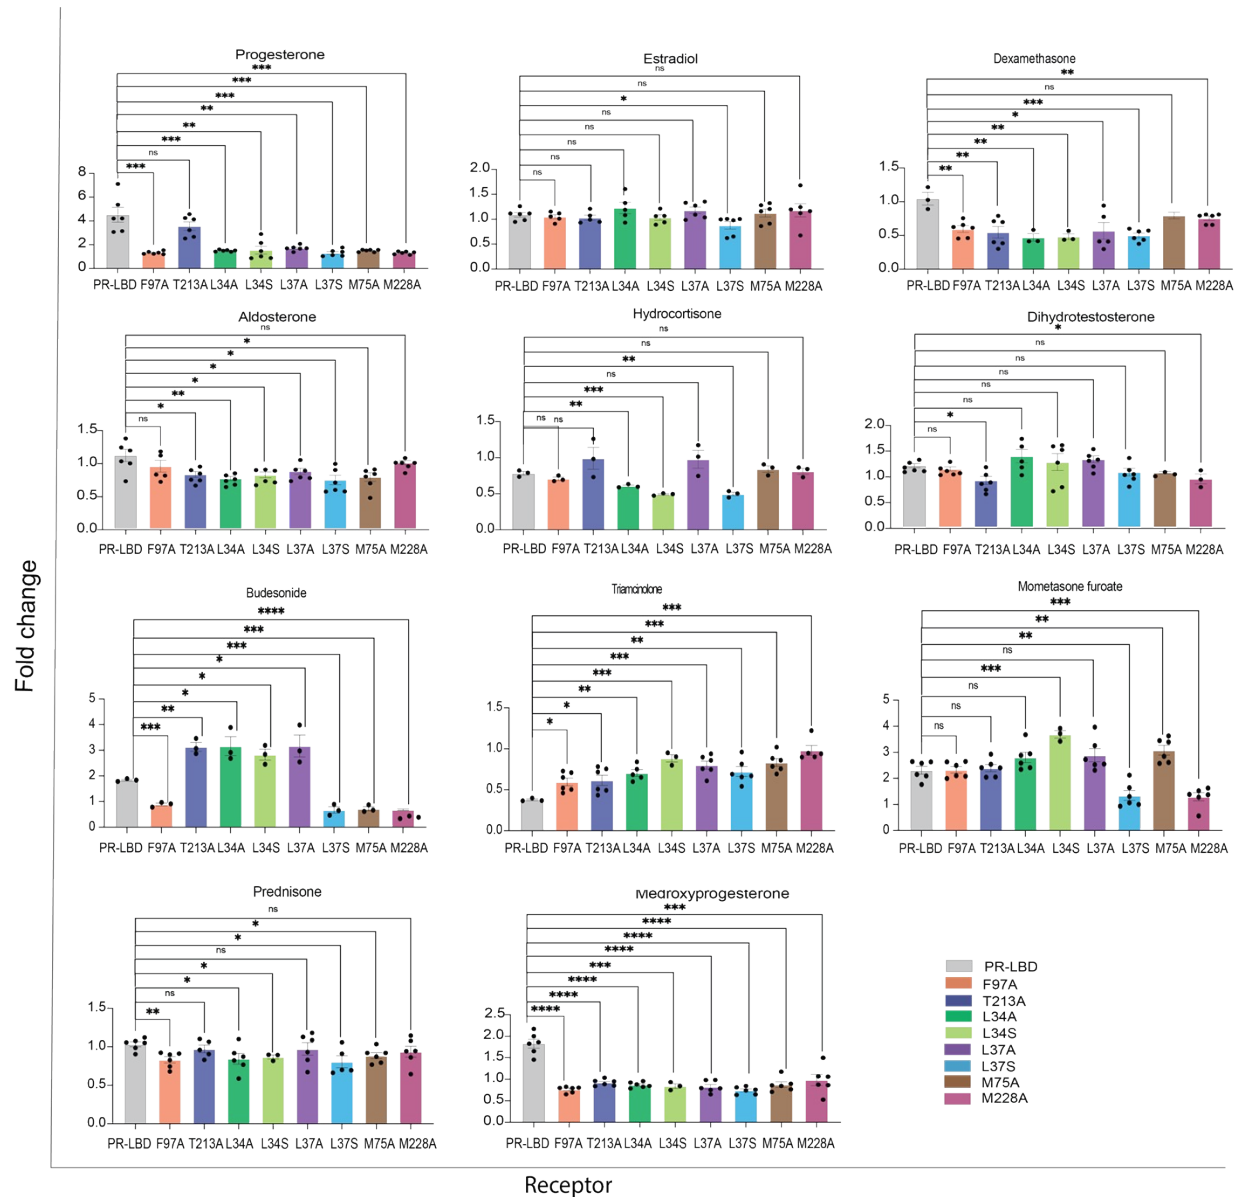 Progesterone
***
***
***
**
**
***
ns
***
8
6
4
2
0
PR-LBD F97A T213A L34A L34S L37A L37S M75A M228A
Estradiol
ns
ns
*
ns
ns
ns
ns
ns
2.0
1.5
1.0
0.5
0.0
PR-LBD F97A T213A L34A L34S L37A L37S M75A M228A
Dexamethasone
**
ns
***
*
**
**
**
**
1.5
1.0
0.5
0.0
PR-LBD F97A T213A L34A L34S L37A L37S M75A M228A
Aldosterone
ns
*
*
*
*
**
*
ns
1.5
1.0
0.5
0.0
PR-LBD F97A T213A L34A L34S L37A L37S M75A M228A
Hydrocortisone
ns
ns
**
ns
***
**
ns ns
1.5
1.0
0.5
0.0
PR-LBD F97A T213A L34A L34S L37A L37S M75A M228A
Dihydrotestosterone
*
ns
ns
ns
ns
ns
*
ns
2.0
1.5
1.0
0.5
0.0
PR-LBD F97A T213A L34A L34S L37A L37S M75A M228A
Budesonide
****
***
***
*
*
*
**
***
5
4
3
2
1
0
PR-LBD F97A T213A L34A L34S L37A L37S M75A M228A
Triamcinolone
***
***
**
***
***
**
*
*
1.5
1.0
0.5
0.0
PR-LBD F97A T213A L34A L34S L37A L37S M75A M228A
Mometasone furoate
***
**
**
ns
***
ns
ns
ns
5
4
3
2
1
0
PR-LBD F97A T213A L34A L34S L37A L37S M75A M228A
Prednisone
ns
*
*
ns
*
*
ns
**
1.5
1.0
0.5
0.0
PR-LBD F97A T213A L34A L34S L37A L37S M75A M228A
Medroxyprogesterone
***
****
****
****
***
****
****
****
2.5
2.0
1.5
1.0
0.5
0.0
PR-LBD F97A T213A L34A L34S L37A L37S M75A M228A
PR-LBD
F97A
T213A
L34A
L34S
L37A
L37S
M75A
M228A
Fold change
Receptor